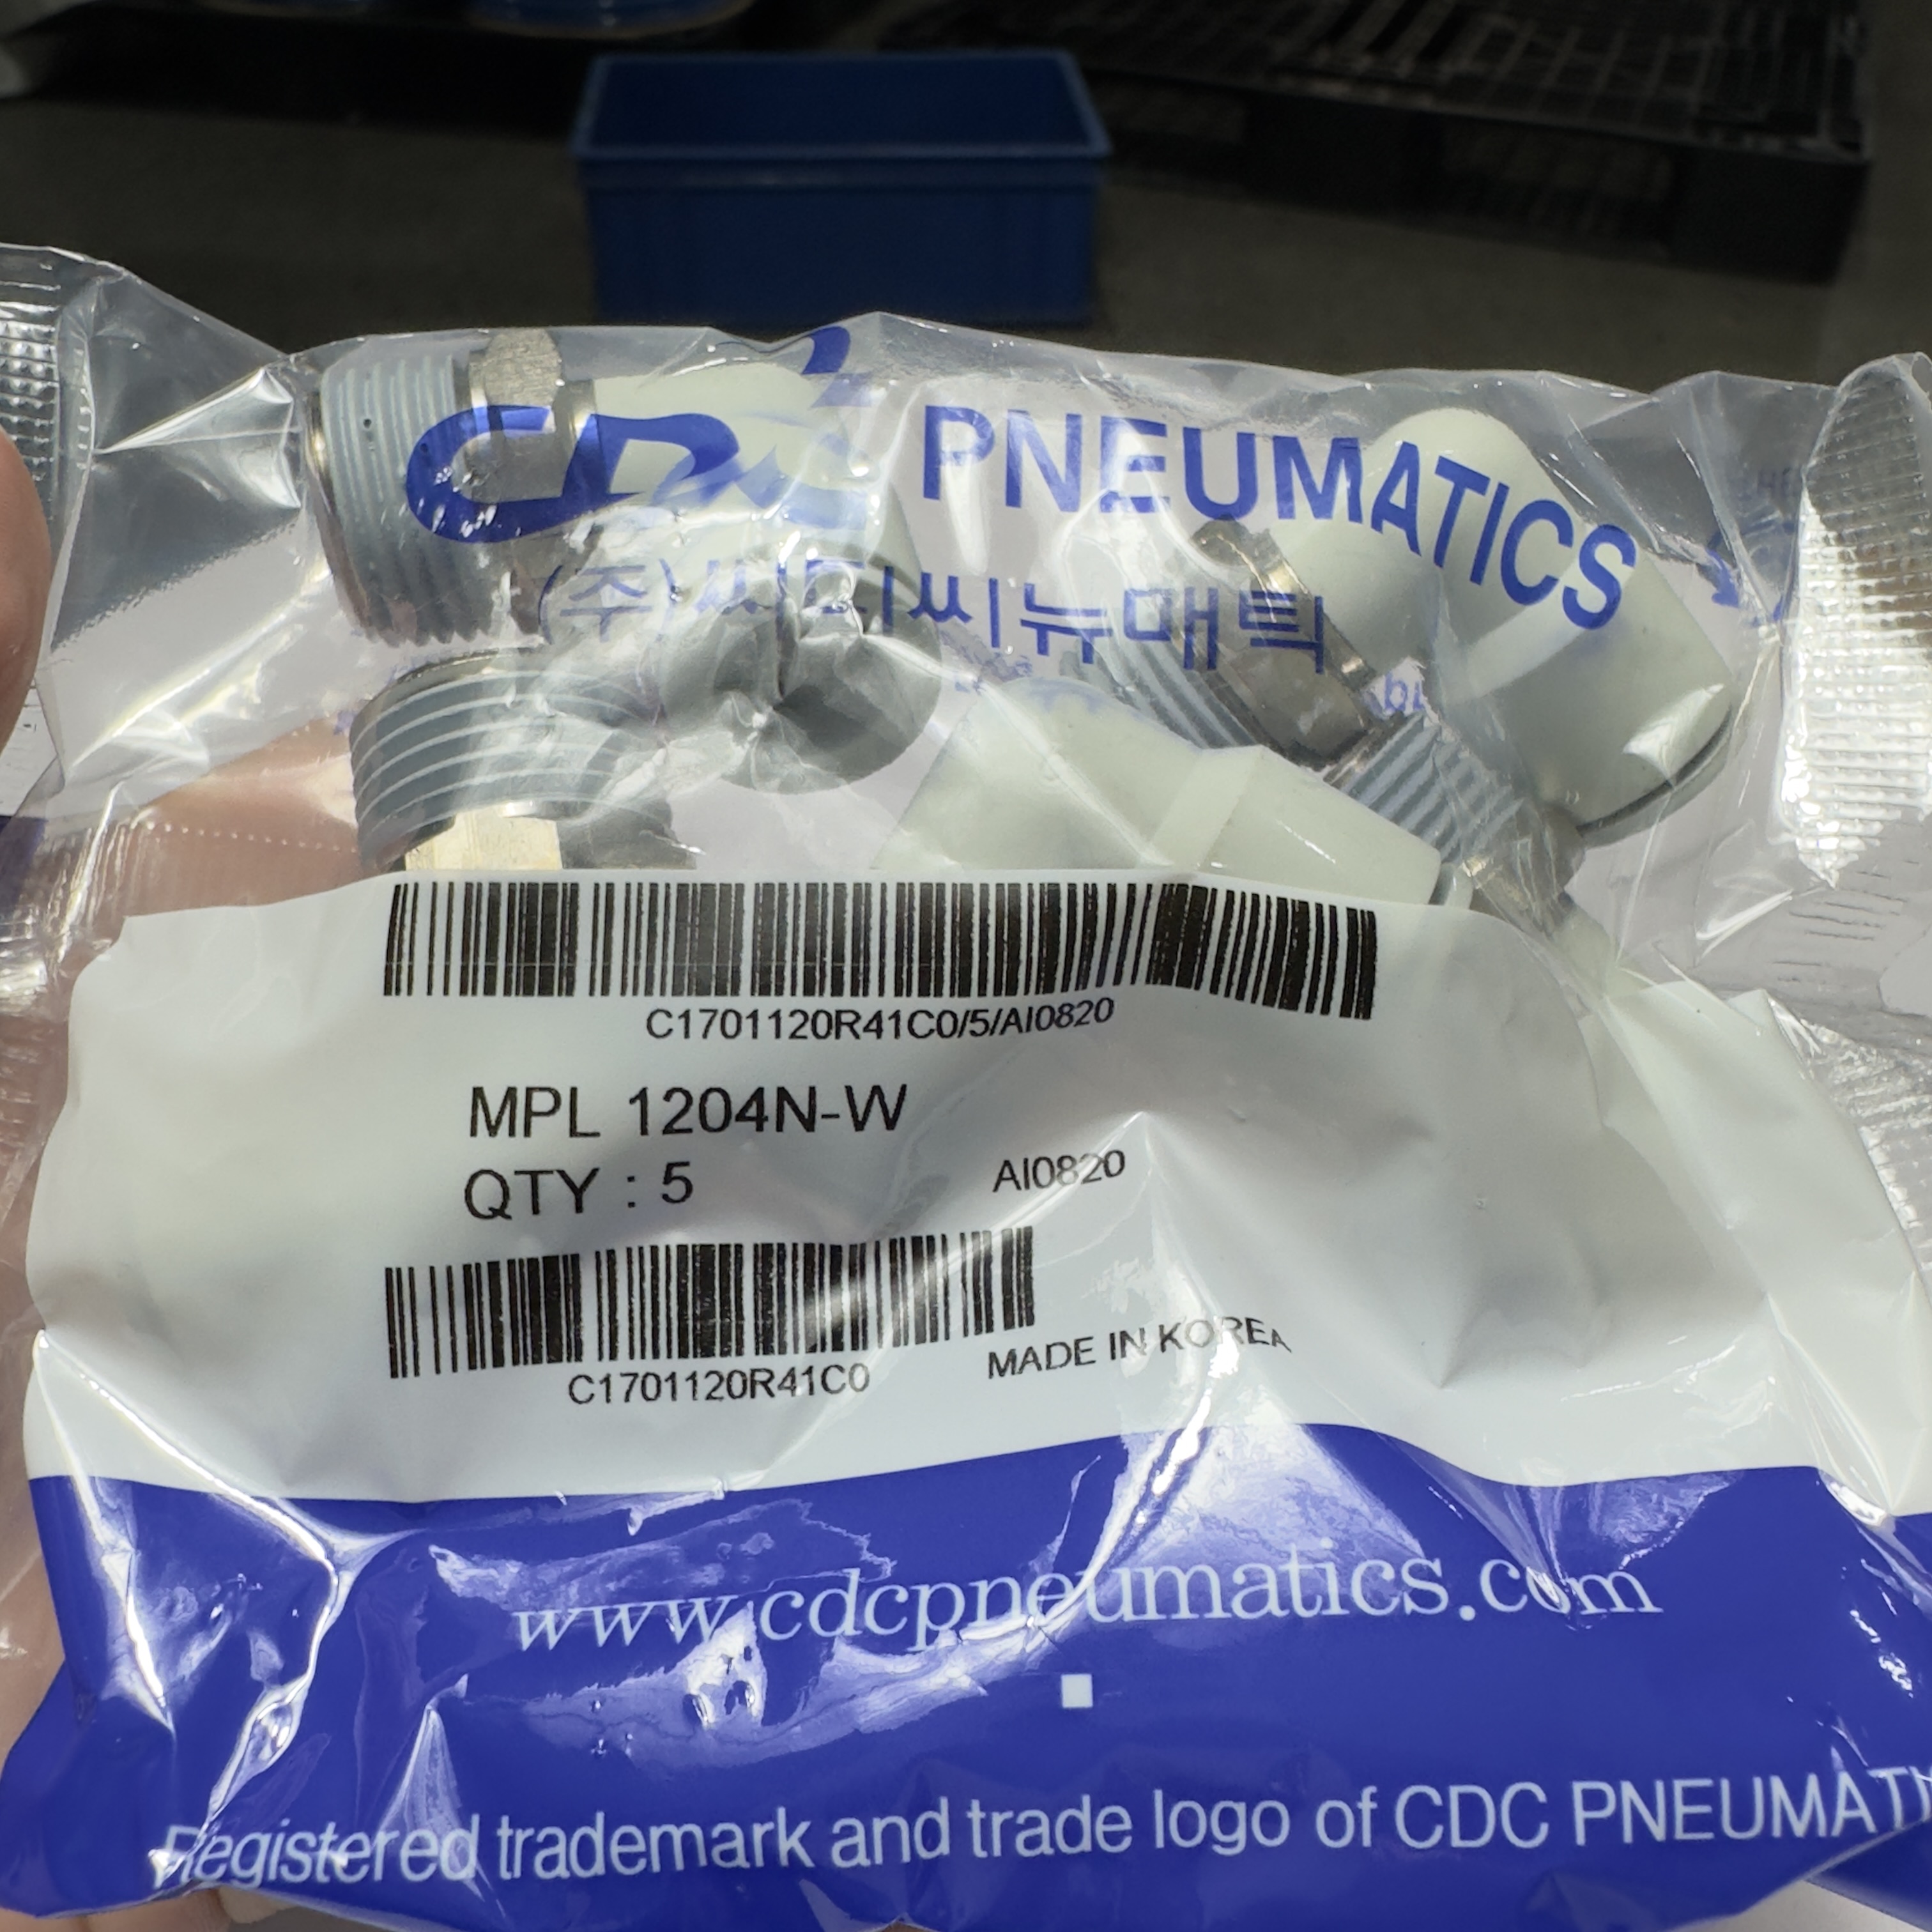 CDC PNEUMATICS
(주)씨디씨뉴매틱
C1701120R41C0/5/AI0820
MPL 1204N-W
QTY : 5
AI0820
C1701120R41C0
MADE IN KOREA
www.cdcpneumatics.com
Registered trademark and trade logo of CDC PNEUMATI